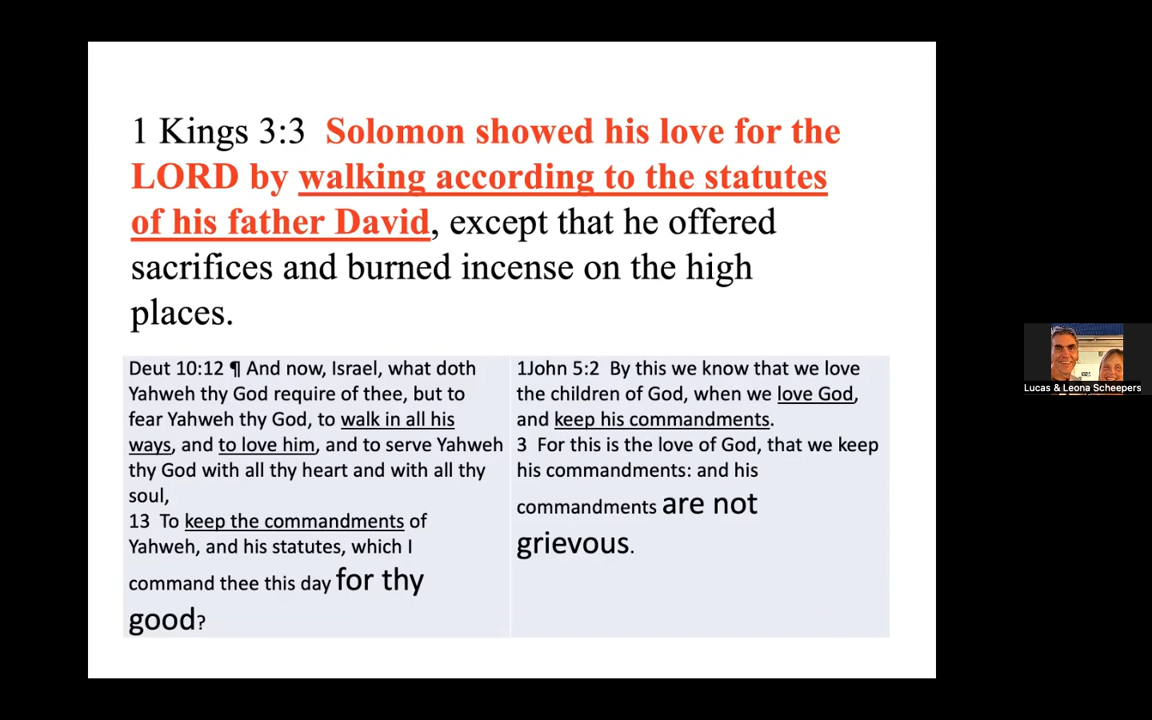 1 Kings 3:3  Solomon showed his love for the
LORD by walking according to the statutes
of his father David, except that he offered
sacrifices and burned incense on the high
places.
Deut 10:12 ¶ And now, Israel, what doth
Yahweh thy God require of thee, but to
fear Yahweh thy God, to walk in all his
ways, and to love him, and to serve Yahweh
thy God with all thy heart and with all thy
soul,
13  To keep the commandments of
Yahweh, and his statutes, which I
command thee this day for thy
good?
1John 5:2  By this we know that we love
the children of God, when we love God,
and keep his commandments.
3  For this is the love of God, that we keep
his commandments: and his
commandments are not
grievous.
Lucas & Leona Scheepers